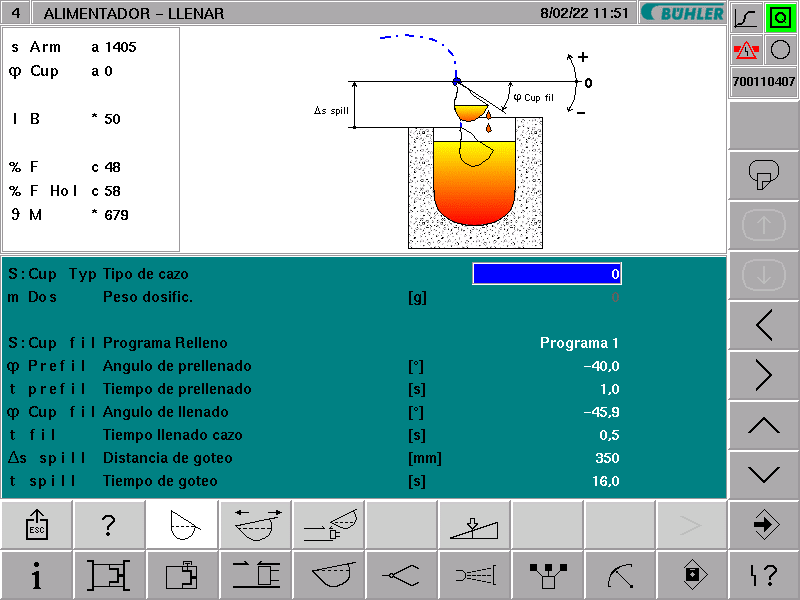 4 ALIMENTADOR – LLENAR 8/02/22 11:51 BÜHLER
700110407
s Arm a 1405
φ Cup a 0
l B * 50
% F c 48
% F Hol c 58
ϑ M * 679
Δs spill
φ Cup fil
+
0
–
S:Cup Typ Tipo de cazo 0
m Dos Peso dosific. [g] 0
S:Cup fil Programa Relleno Programa 1
φ Prefil Angulo de prellenado [°] –40,0
t prefil Tiempo de prellenado [s] 1,0
φ Cup fil Angulo de llenado [°] –45,9
t fil Tiempo llenado cazo [s] 0,5
Δs spill Distancia de goteo [mm] 350
t spill Tiempo de goteo [s] 16,0
ESC ?
i ?